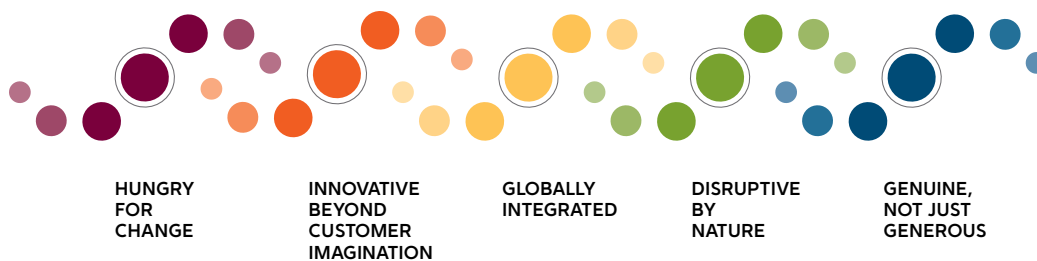 HUNGRY
FOR
CHANGE
INNOVATIVE
BEYOND
CUSTOMER
IMAGINATION
GLOBALLY
INTEGRATED
DISRUPTIVE
BY
NATURE
GENUINE,
NOT JUST
GENEROUS